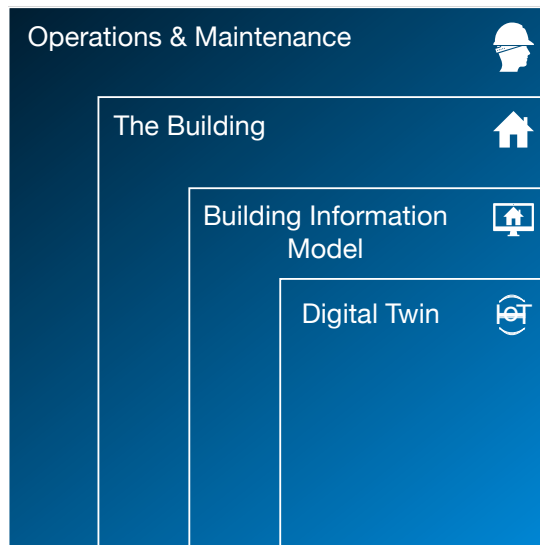 Operations & Maintenance
The Building
Building Information
Model
Digital Twin
IoT